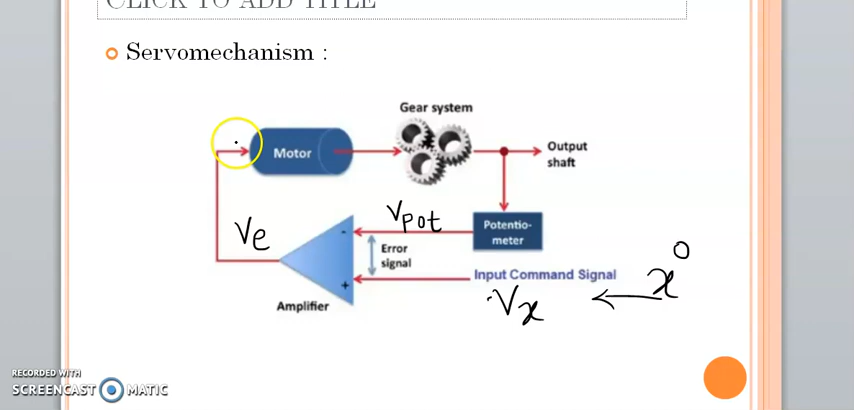 CLICK TO ADD TITLE
Servomechanism :
Gear system
Motor
Output
shaft
Vpot
Potentio-
meter
Ve
-
Error
signal
x°
Input Command Signal
+
Vx
Amplifier
RECORDED WITH
SCREENCAST MATIC